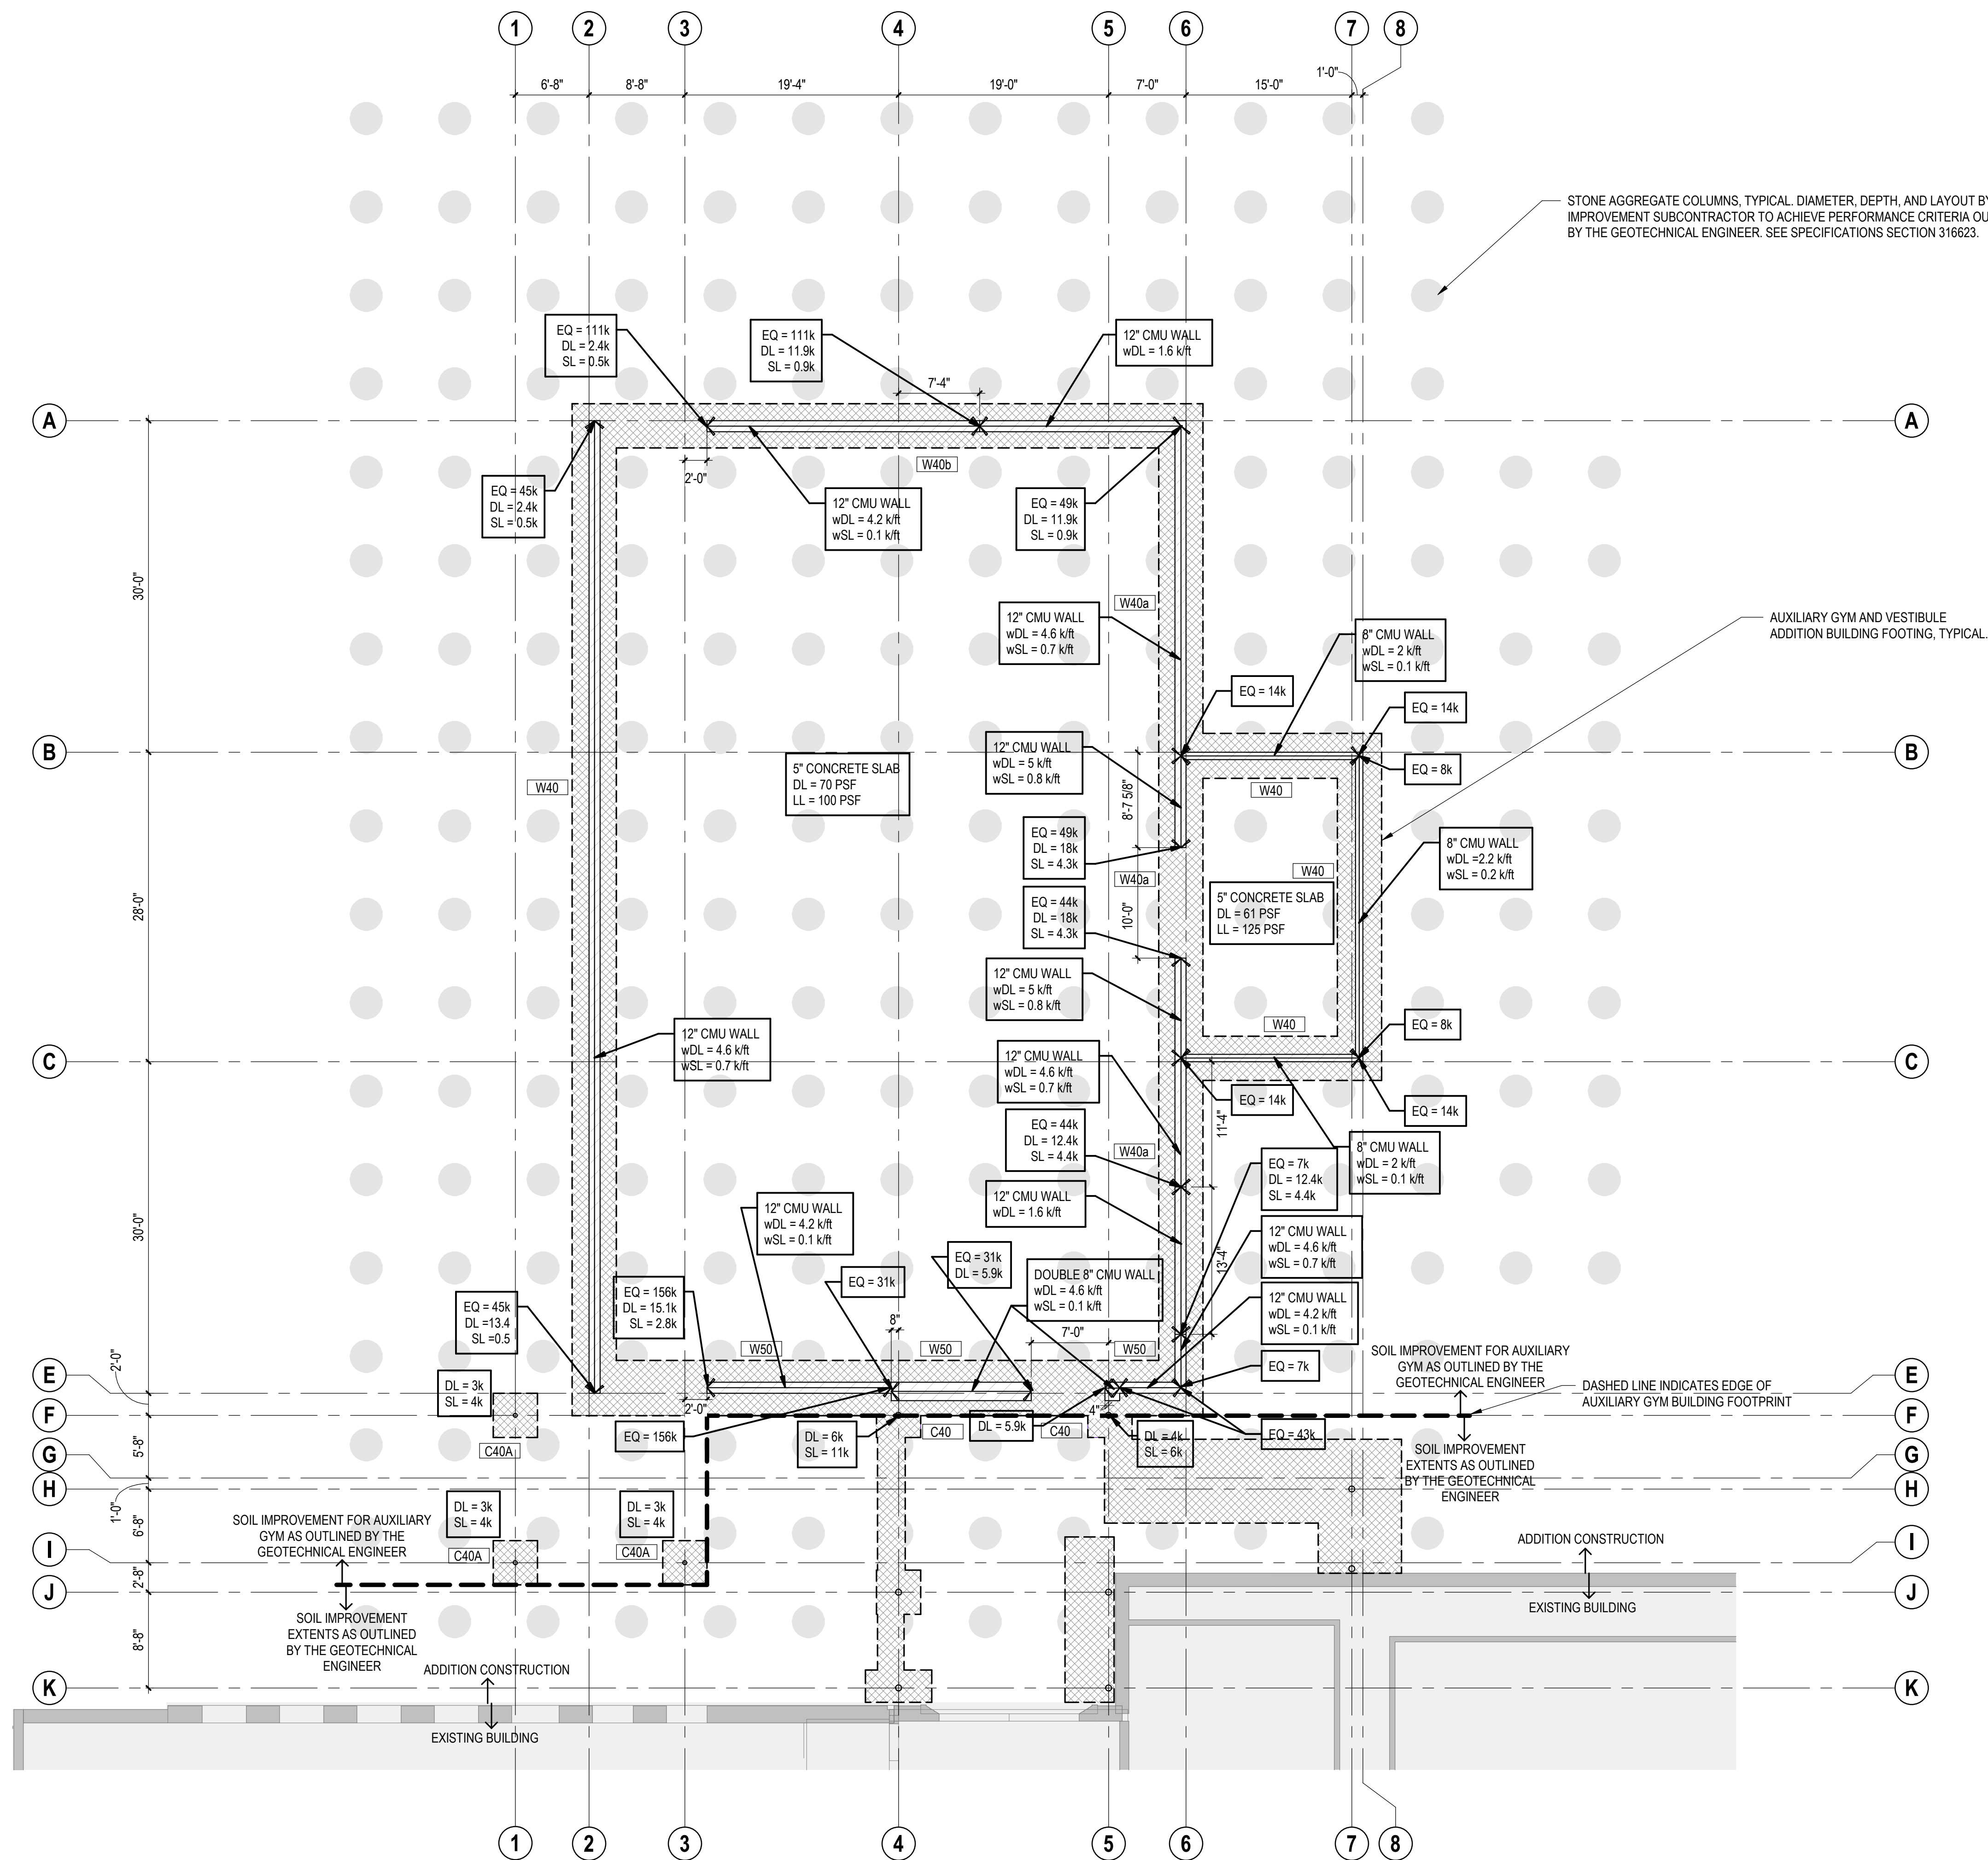 1 2 3 4 5 6 7 8
6'-8" 8'-8" 19'-4" 19'-0" 7'-0" 15'-0" 1'-0"
STONE AGGREGATE COLUMNS, TYPICAL. DIAMETER, DEPTH, AND LAYOUT
IMPROVEMENT SUBCONTRACTOR TO ACHIEVE PERFORMANCE CRITERIA
BY THE GEOTECHNICAL ENGINEER. SEE SPECIFICATIONS SECTION 316623.
EQ = 111k
DL = 2.4k
SL = 0.5k
EQ = 111k
DL = 11.9k
SL = 0.9k
12" CMU WALL
wDL = 1.6 k/ft
7'-4"
A
A
2'-0"
W40b
EQ = 45k
DL = 2.4k
SL = 0.5k
12" CMU WALL
wDL = 4.2 k/ft
wSL = 0.1 k/ft
EQ = 49k
DL = 11.9k
SL = 0.9k
30'-0"
W40a
12" CMU WALL
wDL = 4.6 k/ft
wSL = 0.7 k/ft
AUXILIARY GYM AND VESTIBULE
ADDITION BUILDING FOOTING, TYPICAL.
8" CMU WALL
wDL = 2 k/ft
wSL = 0.1 k/ft
EQ = 14k
EQ = 14k
B
B
12" CMU WALL
wDL = 5 k/ft
wSL = 0.8 k/ft
EQ = 8k
5" CONCRETE SLAB
DL = 70 PSF
LL = 100 PSF
W40
W40
8'-7 5/8"
EQ = 49k
DL = 18k
SL = 4.3k
8" CMU WALL
wDL =2.2 k/ft
wSL = 0.2 k/ft
W40a
W40
28'-0"
EQ = 44k
DL = 18k
SL = 4.3k
10'-0"
5" CONCRETE SLAB
DL = 61 PSF
LL = 125 PSF
12" CMU WALL
wDL = 5 k/ft
wSL = 0.8 k/ft
W40
EQ = 8k
12" CMU WALL
wDL = 4.6 k/ft
wSL = 0.7 k/ft
C
C
12" CMU WALL
wDL = 4.6 k/ft
wSL = 0.7 k/ft
EQ = 14k
EQ = 14k
11'-4"
EQ = 44k
DL = 12.4k
SL = 4.4k
W40a
8" CMU WALL
wDL = 2 k/ft
wSL = 0.1 k/ft
EQ = 7k
DL = 12.4k
SL = 4.4k
12" CMU WALL
wDL = 1.6 k/ft
12" CMU WALL
wDL = 4.2 k/ft
wSL = 0.1 k/ft
30'-0"
13'-4"
12" CMU WALL
wDL = 4.6 k/ft
wSL = 0.7 k/ft
EQ = 31k
DL = 5.9k
EQ = 31k
DOUBLE 8" CMU WALL
wDL = 4.6 k/ft
wSL = 0.1 k/ft
12" CMU WALL
wDL = 4.2 k/ft
wSL = 0.1 k/ft
EQ = 45k
DL =13.4
SL =0.5
EQ = 156k
DL = 15.1k
SL = 2.8k
8"
7'-0"
W50
W50
W50
EQ = 7k
SOIL IMPROVEMENT FOR AUXILIARY
GYM AS OUTLINED BY THE
GEOTECHNICAL ENGINEER
2'-0"
E
E
DL = 3k
SL = 4k
DASHED LINE INDICATES EDGE OF
AUXILIARY GYM BUILDING FOOTPRINT
2'-0"
4"
F
F
EQ = 156k
DL = 6k
SL = 11k
C40
DL = 5.9k
C40
DL = 4k
SL = 6k
EQ = 43k
C40A
5'-8"
G
G
SOIL IMPROVEMENT
EXTENTS AS OUTLINED
BY THE GEOTECHNICAL
ENGINEER
H
H
1'-0"
DL = 3k
SL = 4k
DL = 3k
SL = 4k
6'-8"
SOIL IMPROVEMENT FOR AUXILIARY
GYM AS OUTLINED BY THE
GEOTECHNICAL ENGINEER
C40A
C40A
ADDITION CONSTRUCTION
I
I
2'-8"
J
J
EXISTING BUILDING
SOIL IMPROVEMENT
EXTENTS AS OUTLINED
BY THE GEOTECHNICAL
ENGINEER
8'-8"
ADDITION CONSTRUCTION
K
K
EXISTING BUILDING
1 2 3 4 5 6 7 8